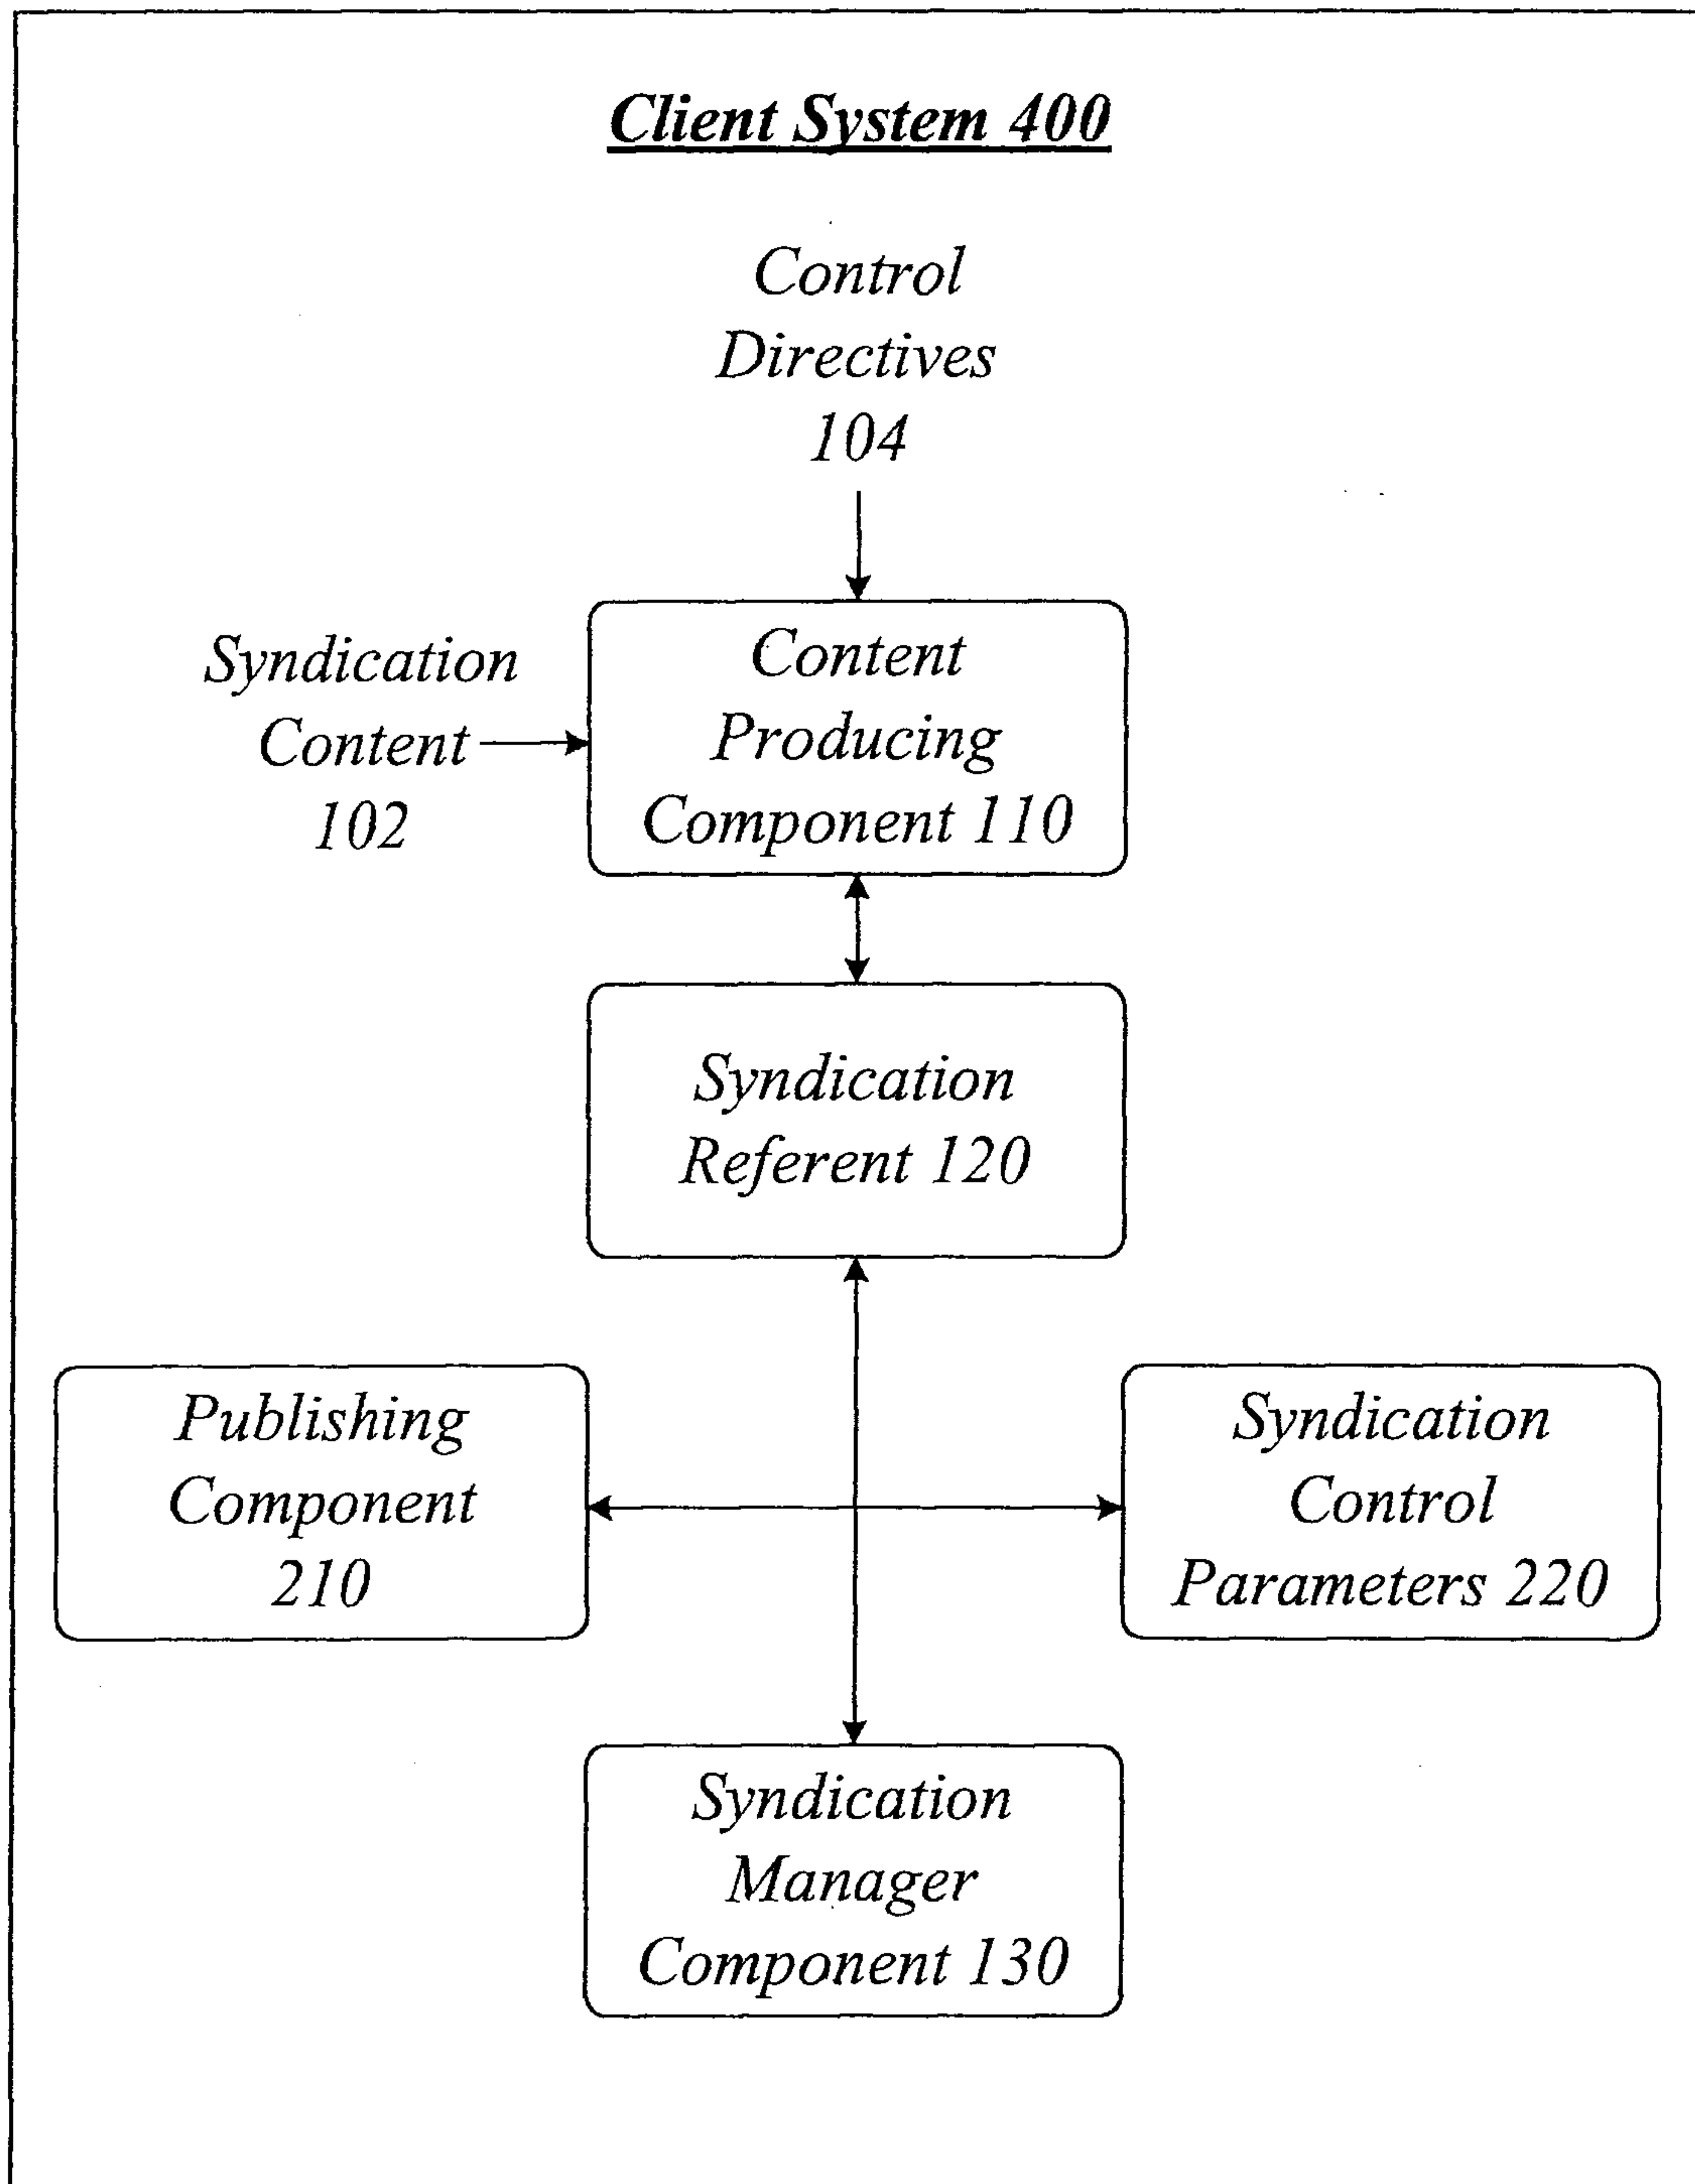 Client System 400
Control
Directives
104
Syndication
Content
102
Content
Producing
Component 110
Syndication
Referent 120
Publishing
Component
210
Syndication
Control
Parameters 220
Syndication
Manager
Component 130